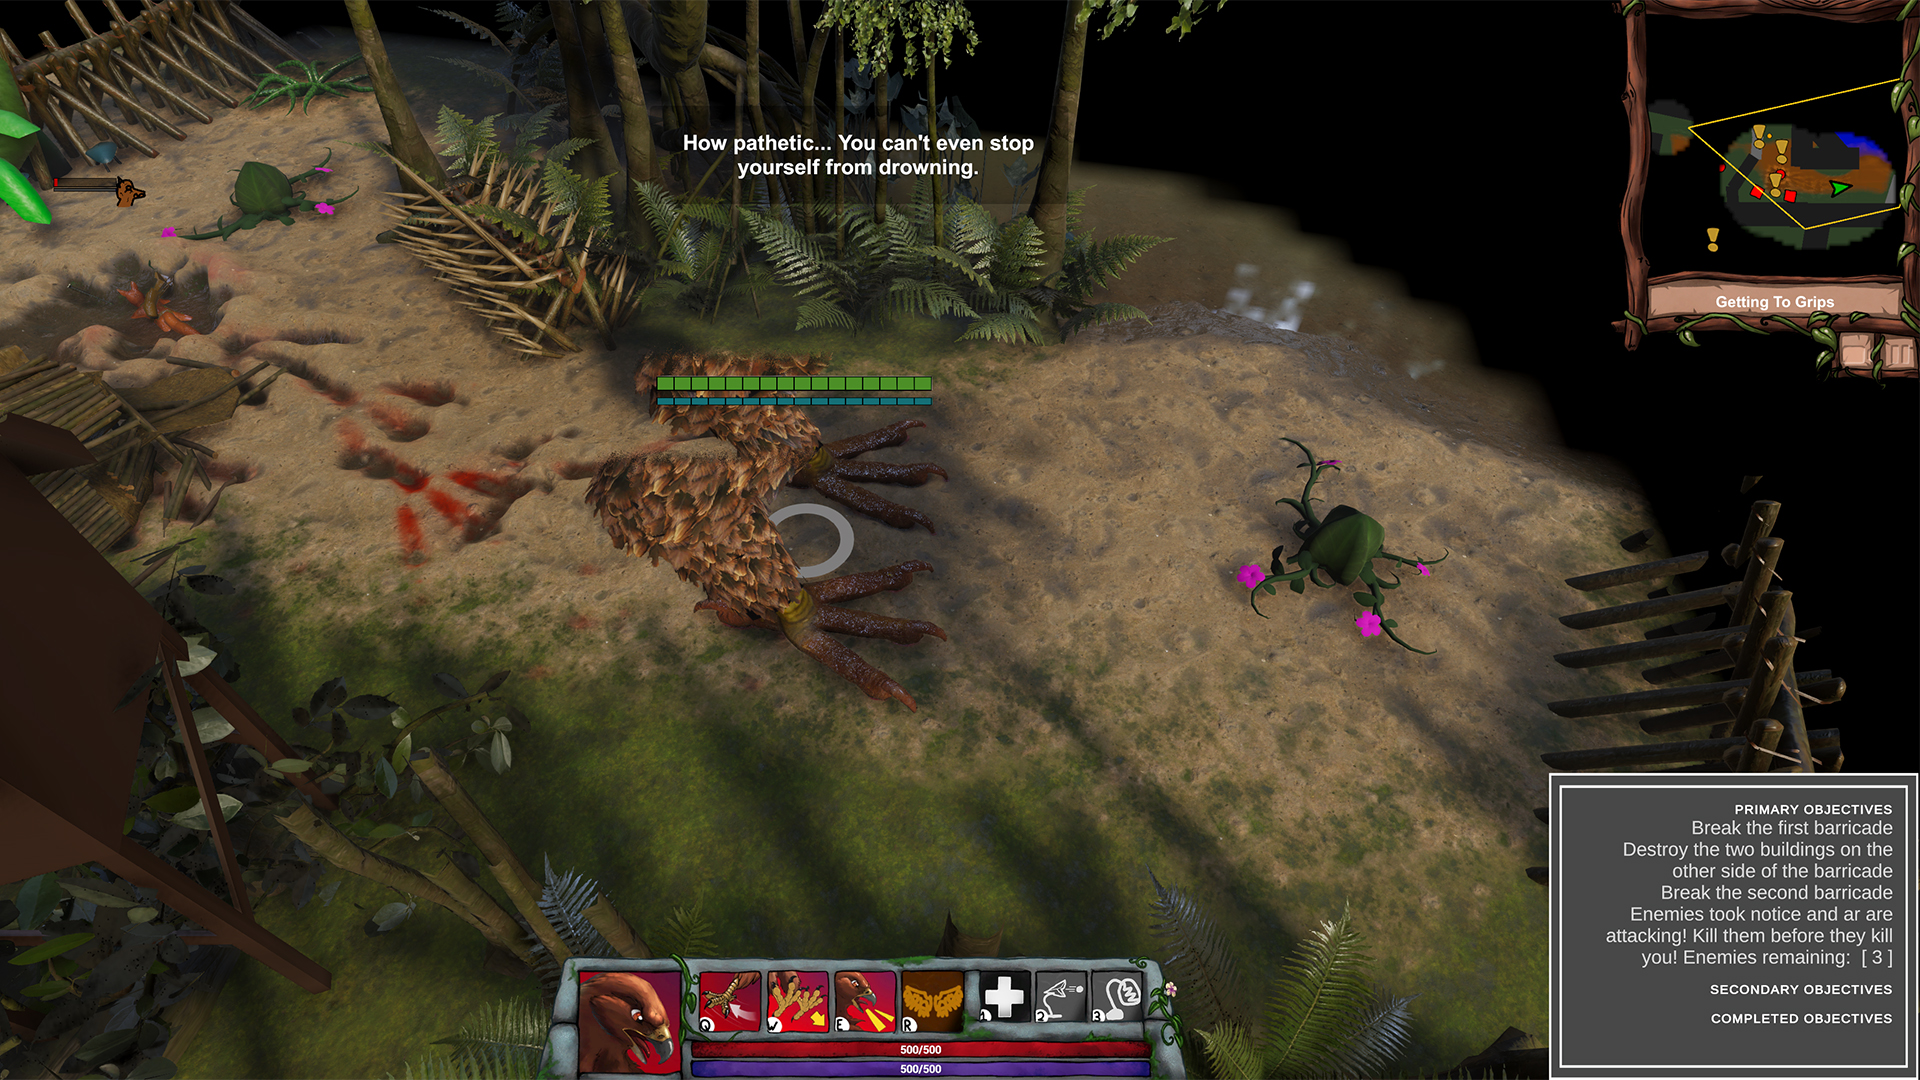 How pathetic... You can't even stop
yourself from drowning.
Getting To Grips
PRIMARY OBJECTIVES
Break the first barricade
Destroy the two buildings on the
other side of the barricade
Break the second barricade
Enemies took notice and ar are
attacking! Kill them before they kill
you! Enemies remaining:  [ 3 ]
SECONDARY OBJECTIVES
COMPLETED OBJECTIVES
Q W E R 1 2 3
500/500
500/500